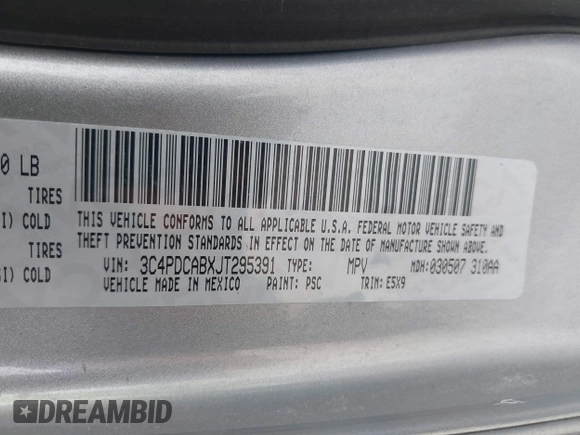 0 LB
TIRES
I) COLD
TIRES
SI) COLD
THIS VEHICLE CONFORMS TO ALL APPLICABLE U.S.A. FEDERAL MOTOR VEHICLE SAFETY AND
THEFT PREVENTION STANDARDS IN EFFECT ON THE DATE OF MANUFACTURE SHOWN ABOVE.
VIN: 3C4PDCABXJT295391 TYPE: MPV MDH: 030507 310AA
VEHICLE MADE IN MEXICO PAINT: PSC TRIM: E5X9
DREAMBID